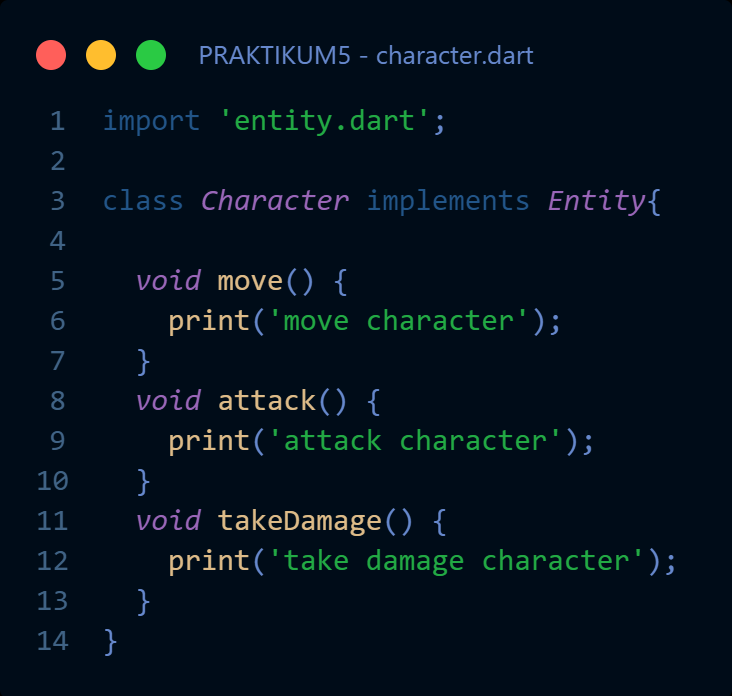 PRAKTIKUM5 - character.dart
1 import 'entity.dart';
2
3 class Character implements Entity{
4
5   void move() {
6     print('move character');
7   }
8   void attack() {
9     print('attack character');
10   }
11   void takeDamage() {
12     print('take damage character');
13   }
14 }